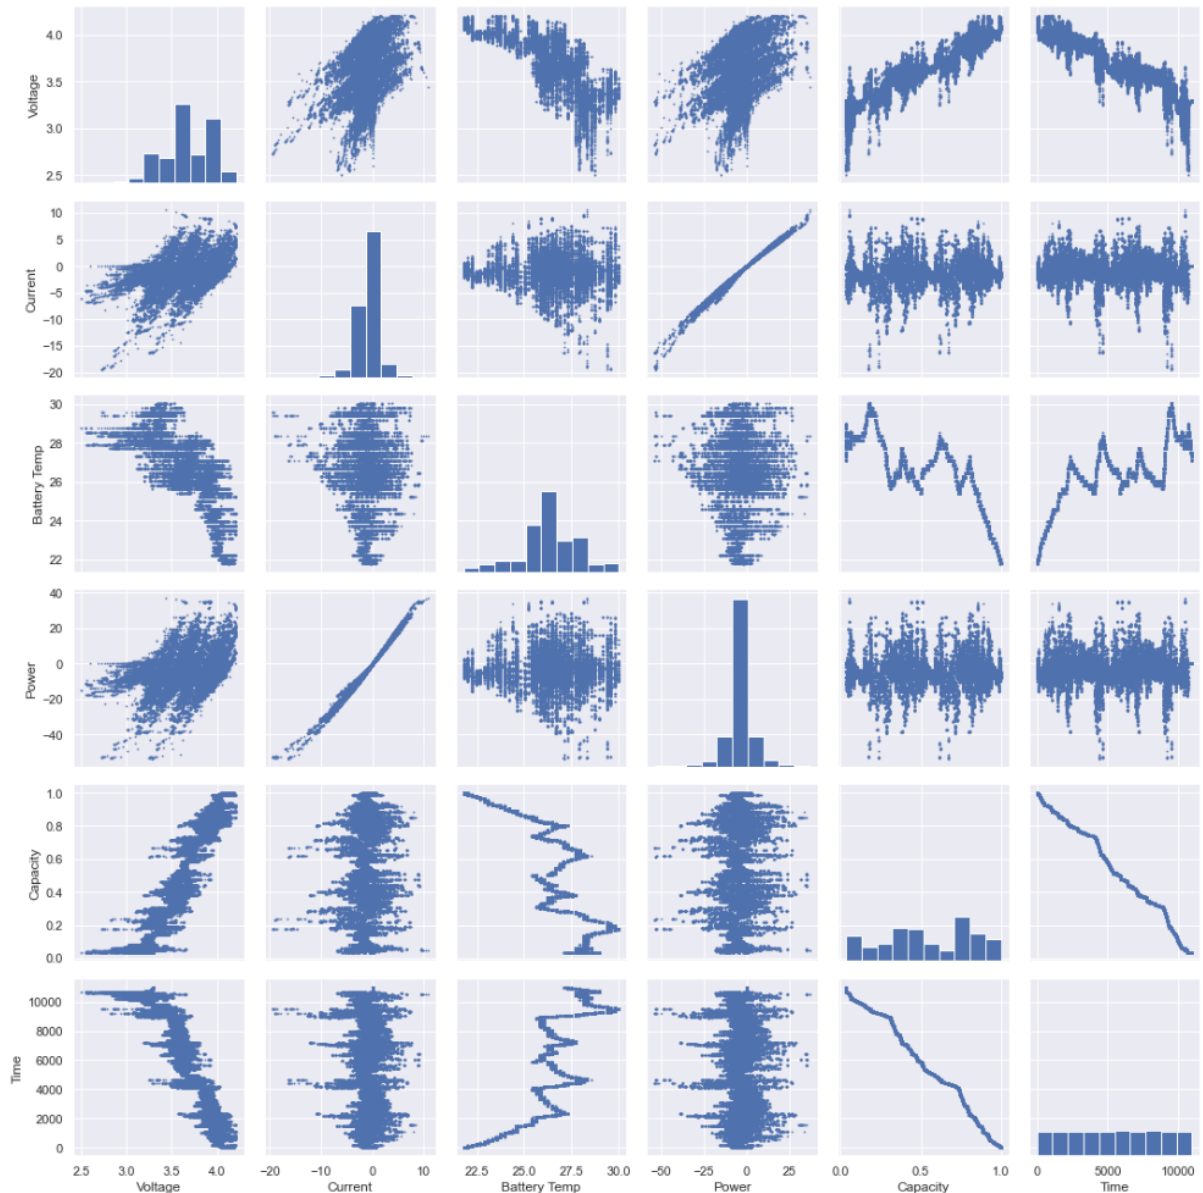 4.0
3.5
3.0
2.5
Voltage
10
5
0
−5
−10
−15
−20
Current
30
28
26
24
22
Battery Temp
40
20
0
−20
−40
Power
1.0
0.8
0.6
0.4
0.2
0.0
Capacity
10000
8000
6000
4000
2000
0
Time
2.5 3.0 3.5 4.0
Voltage
−20 −10 0 10
Current
22.5 25.0 27.5 30.0
Battery Temp
−50 −25 0 25
Power
0.0 0.5 1.0
Capacity
0 5000 10000
Time